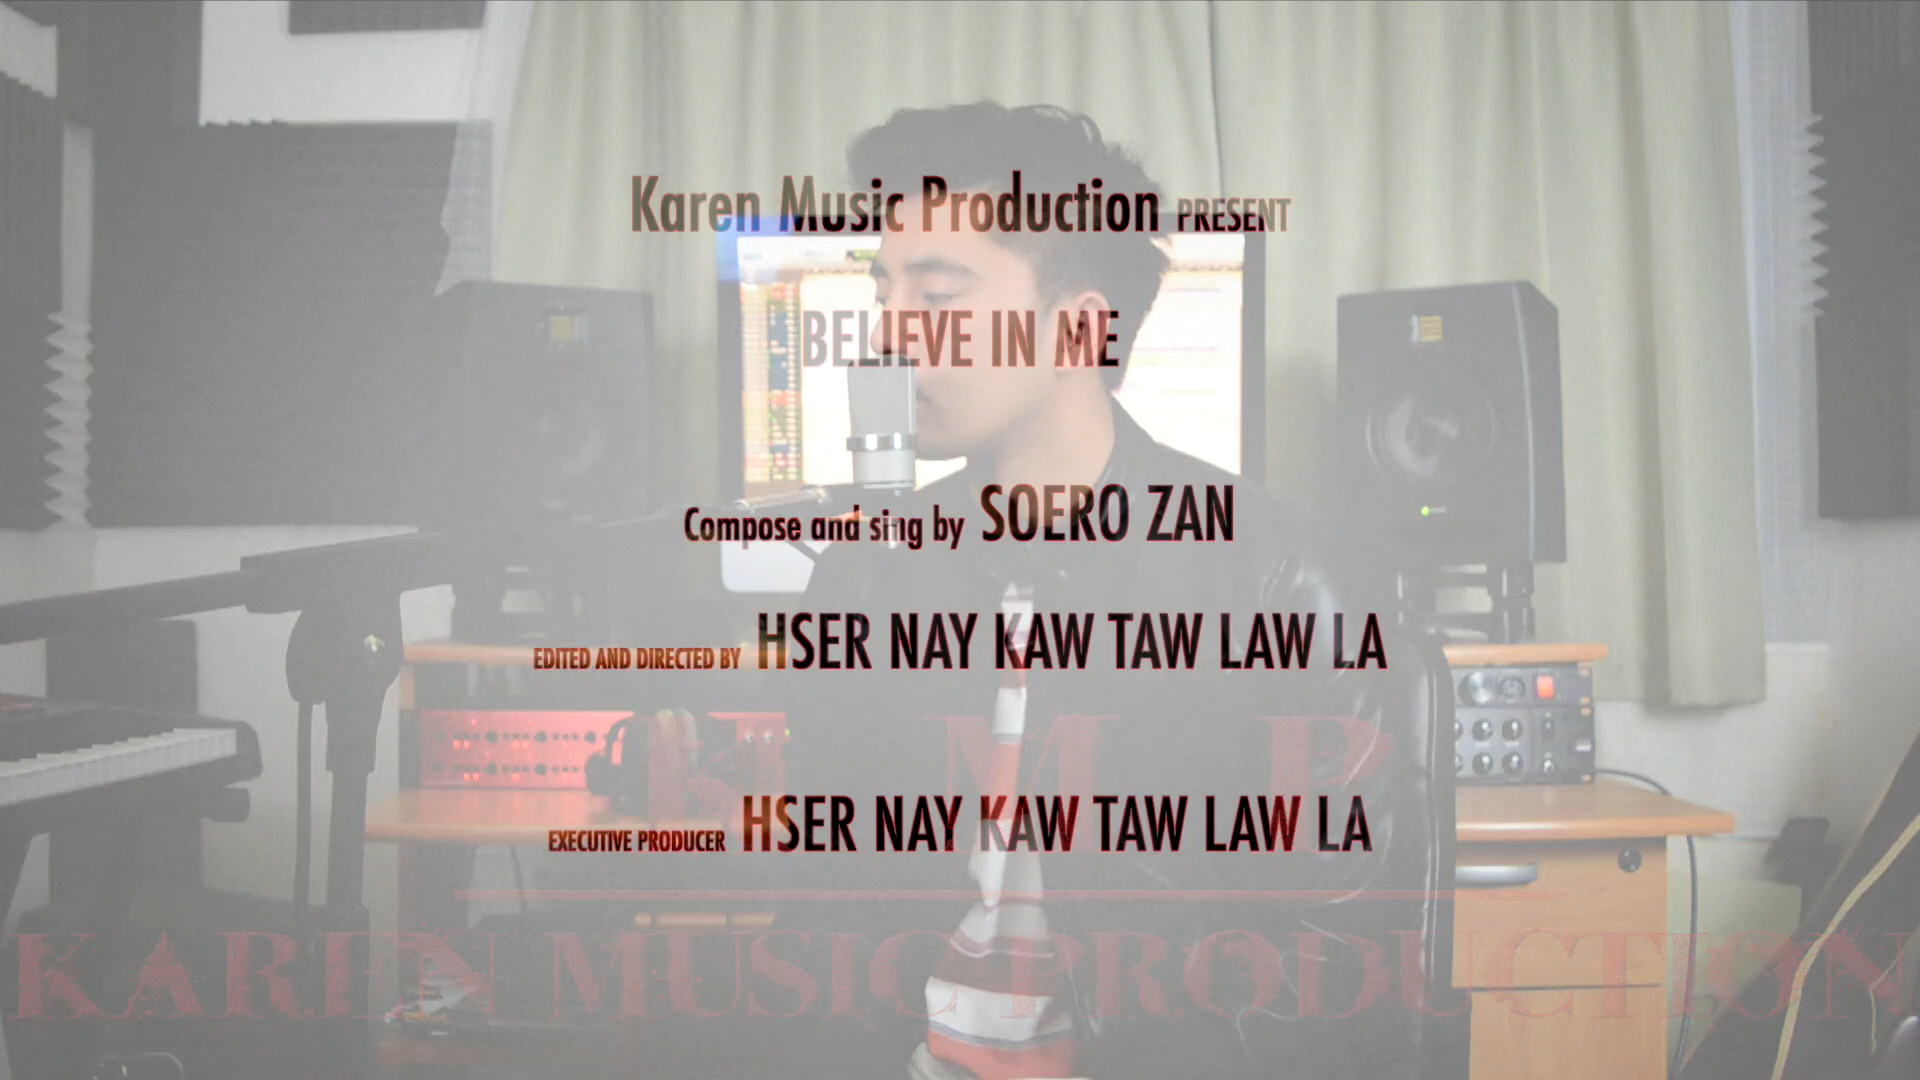 Karen Music Production PRESENT
BELIEVE IN ME
Compose and sing by SOERO ZAN
EDITED AND DIRECTED BY HSER NAY KAW TAW LAW LA
K M P
EXECUTIVE PRODUCER HSER NAY KAW TAW LAW LA
KAREN MUSIC PRODUCTION